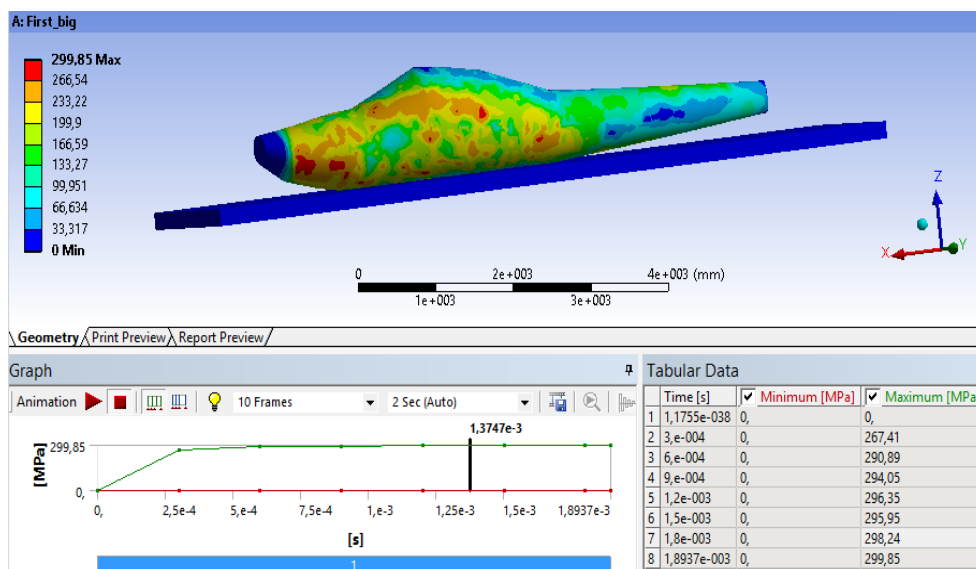 A: First_big
299,85 Max
266,54
233,22
199,9
166,59
133,27
99,951
66,634
33,317
0 Min
Z
X
Y
0 2e+003 4e+003 (mm)
1e+003 3e+003
Geometry Print Preview Report Preview
Graph
Animation 10 Frames 2 Sec (Auto)
1,3747e-3
299,85
[MPa]
0,
0, 2,5e-4 5,e-4 7,5e-4 1,e-3 1,25e-3 1,5e-3 1,8937e-3
[s]
1
Tabular Data
Time [s] Minimum [MPa] Maximum [MPa
1 1,1755e-038 0, 0,
2 3,e-004 0, 267,41
3 6,e-004 0, 290,89
4 9,e-004 0, 294,05
5 1,2e-003 0, 296,35
6 1,5e-003 0, 295,95
7 1,8e-003 0, 298,24
8 1,8937e-003 0, 299,85